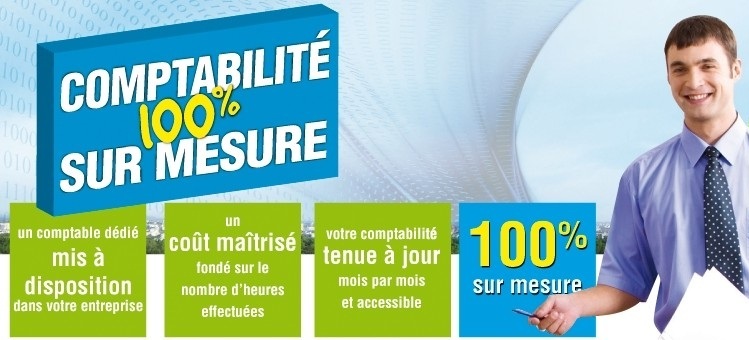 COMPTABILITÉ
100%
SUR MESURE
un comptable dédié
mis à
disposition
dans votre entreprise
un
coût maîtrisé
fondé sur le
nombre d'heures
effectuées
votre comptabilité
tenue à jour
mois par mois
et accessible
100%
sur mesure